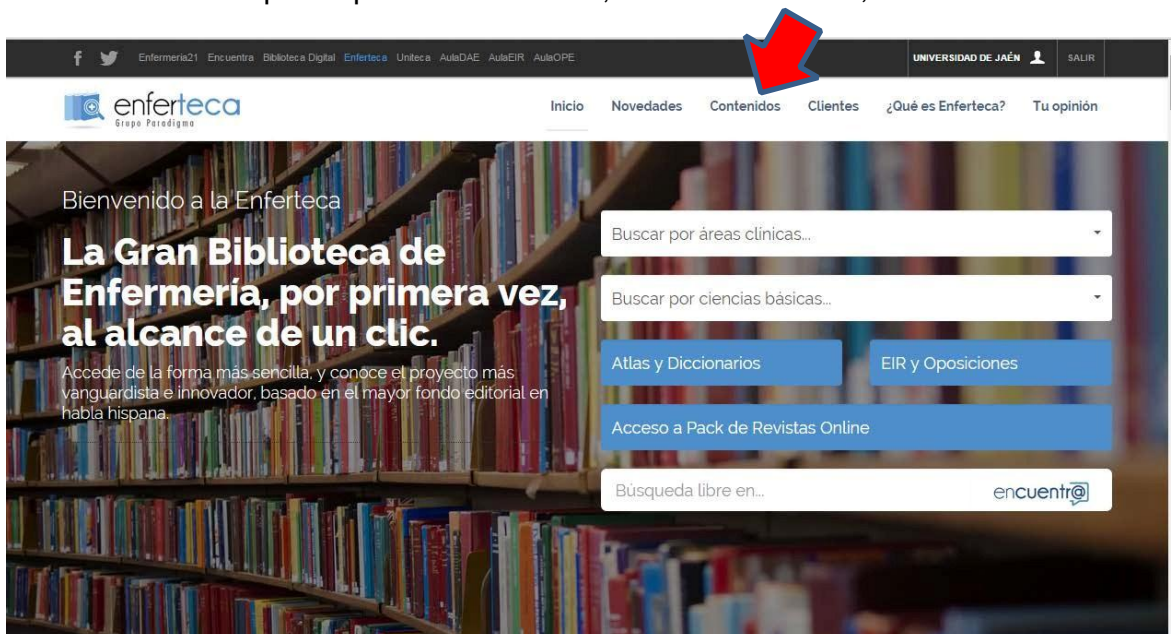 Enfermeria21 Encuentra Biblioteca Digital Enferteca Uniteca AulaDAE AulaEIR AulaOPE
UNIVERSIDAD DE JAÉN
SALIR
enferteca
Grupo Paradigma
Inicio Novedades Contenidos Clientes ¿Qué es Enferteca? Tu opinión
Bienvenido a la Enferteca
La Gran Biblioteca de
Enfermería, por primera vez,
al alcance de un clic.
Accede de la forma más sencilla, y conoce el proyecto más
vanguardista e innovador, basado en el mayor fondo editorial en
habla hispana.
Buscar por áreas clínicas...
Buscar por ciencias básicas...
Atlas y Diccionarios
EIR y Oposiciones
Acceso a Pack de Revistas Online
Búsqueda libre en...
encuentr@